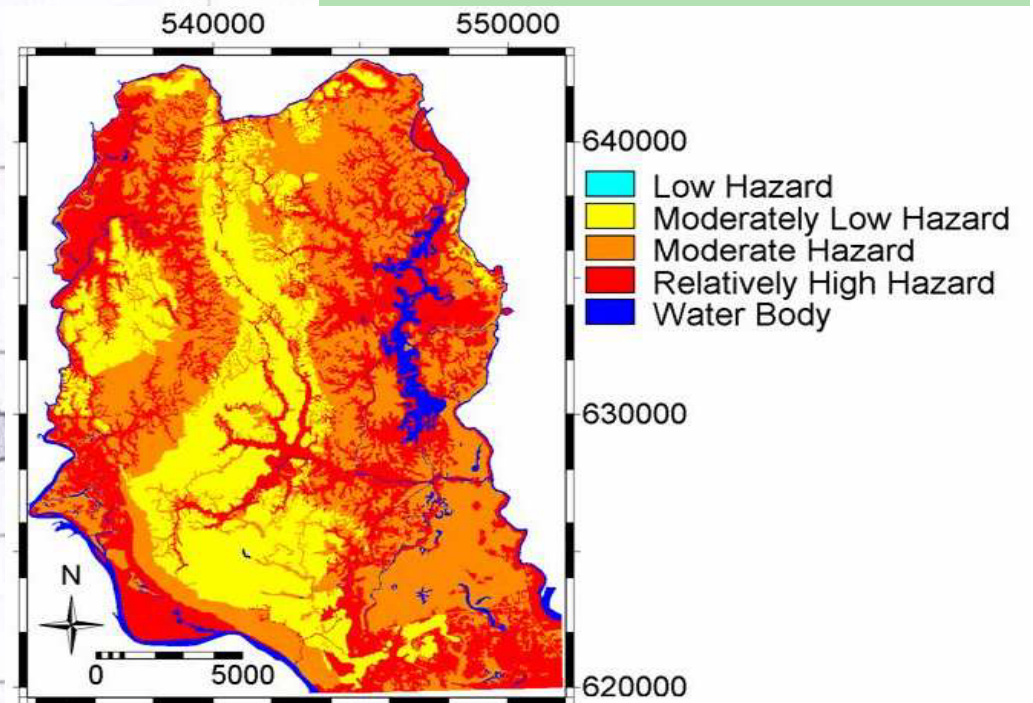 540000 550000
640000
Low Hazard
Moderately Low Hazard
Moderate Hazard
Relatively High Hazard
Water Body
630000
N
0 5000
620000